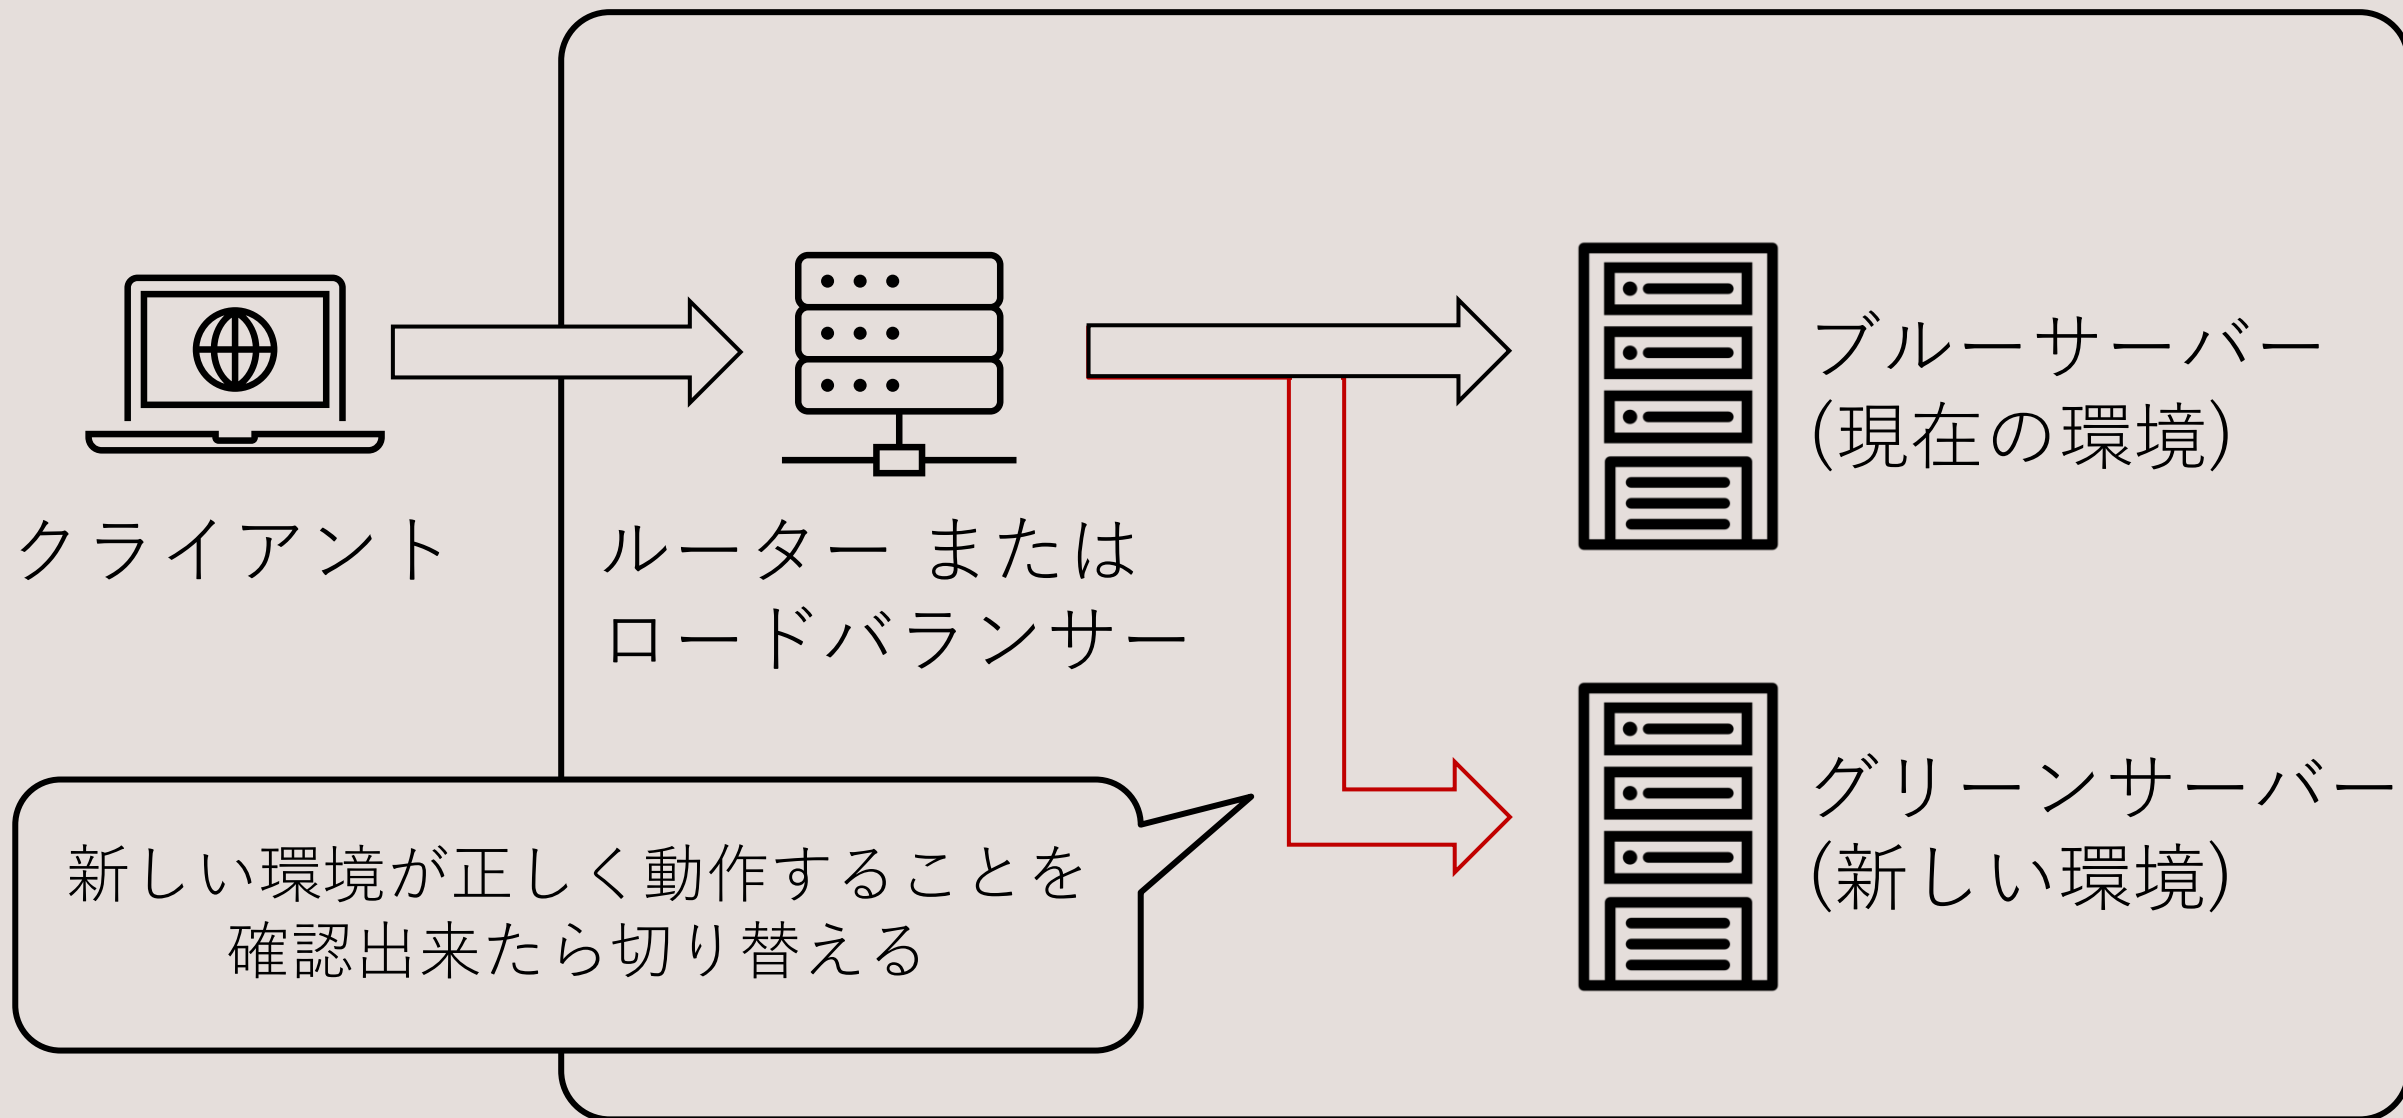 クライアント
ルーター または
ロードバランサー
ブルーサーバー
(現在の環境)
グリーンサーバー
(新しい環境)
新しい環境が正しく動作することを
確認出来たら切り替える